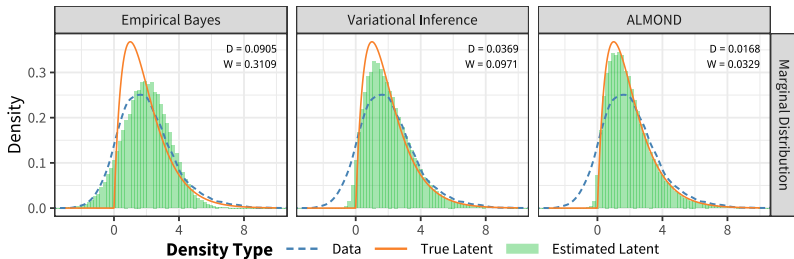 Empirical Bayes
Variational Inference
ALMOND
D = 0.0905
W = 0.3109
D = 0.0369
W = 0.0971
D = 0.0168
W = 0.0329
Density
0.3
0.2
0.1
0.0
0 4 8
0 4 8
0 4 8
Marginal Distribution
Density Type Data True Latent Estimated Latent